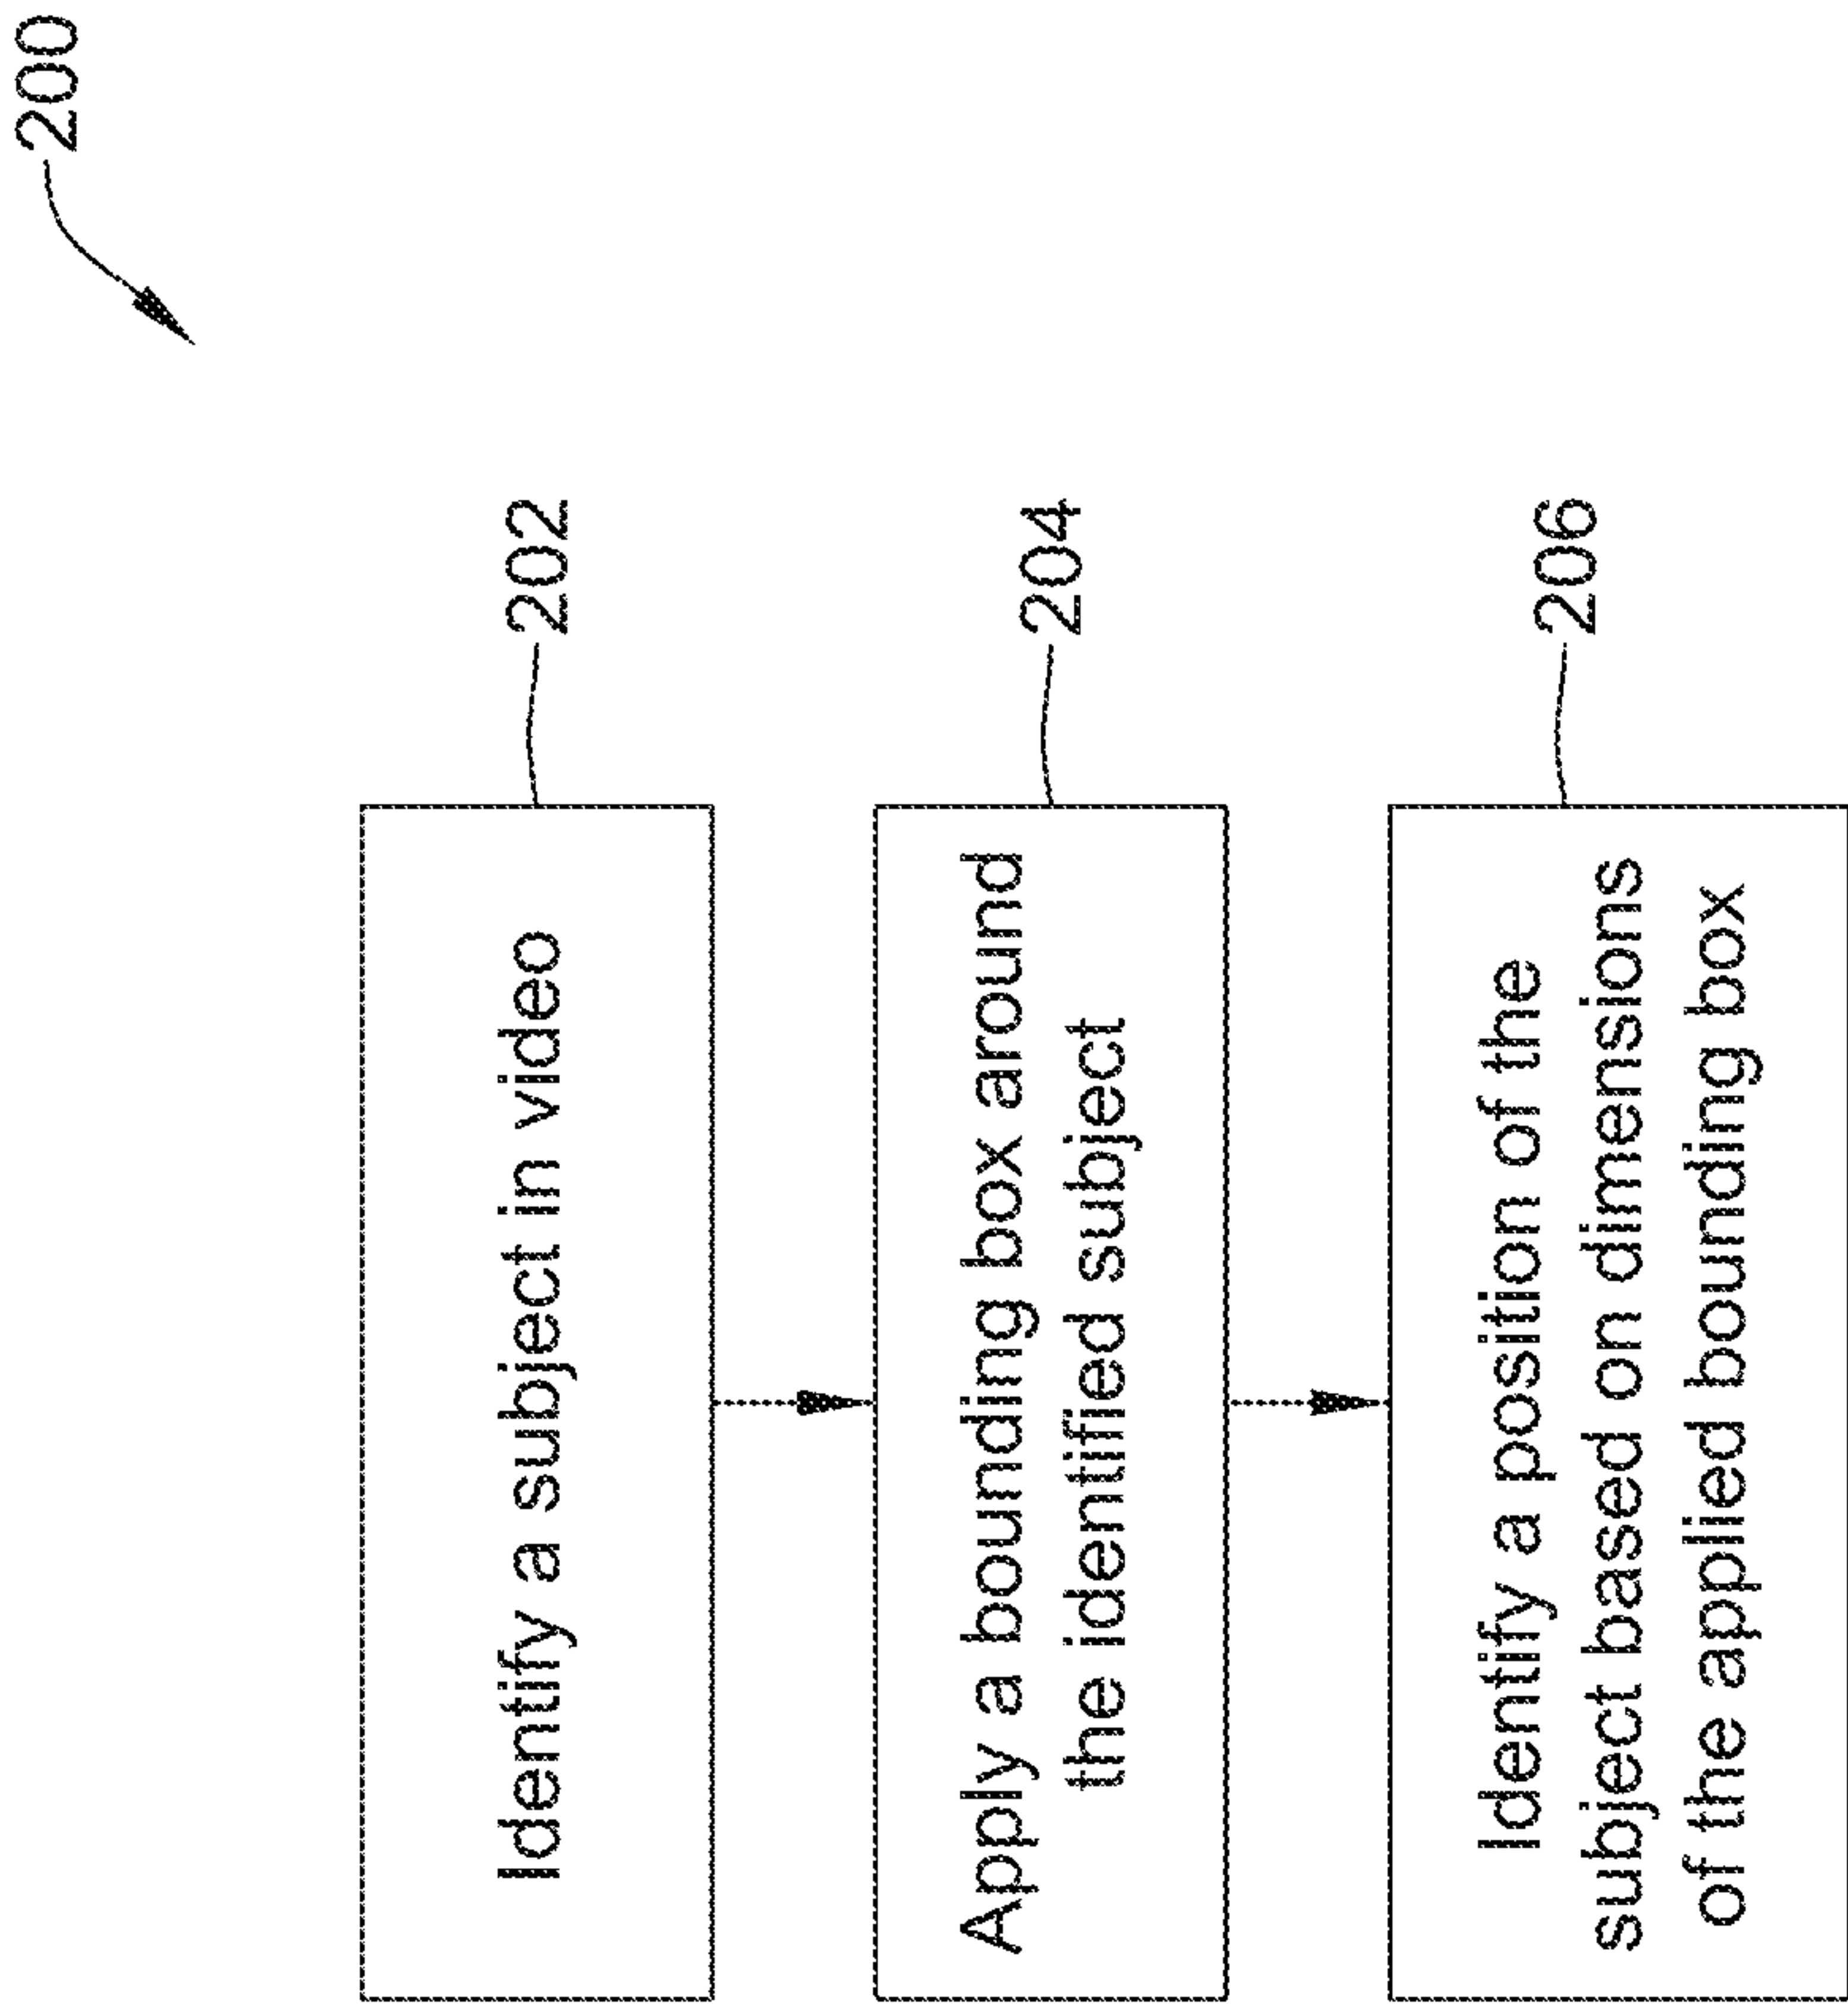 200
Identify a subject in video
202
Apply a bounding box around
the identified subject
204
Identify a position of the
subject based on dimensions
of the applied bounding box
206